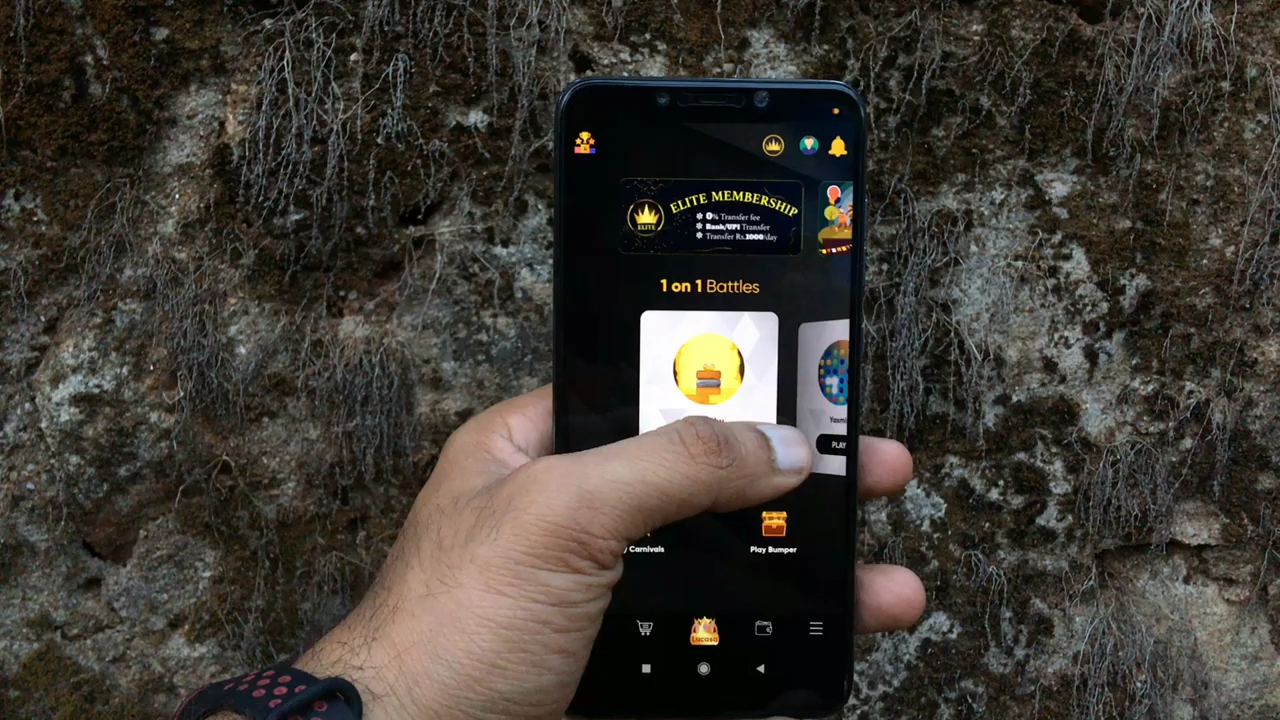 ELITE MEMBERSHIP
0% Transfer fee
Bank/UPI Transfer
Transfer Rs.1000/day
ELITE
1 on 1 Battles
PLAY
Carnivals
Play Bumper
Lucasa